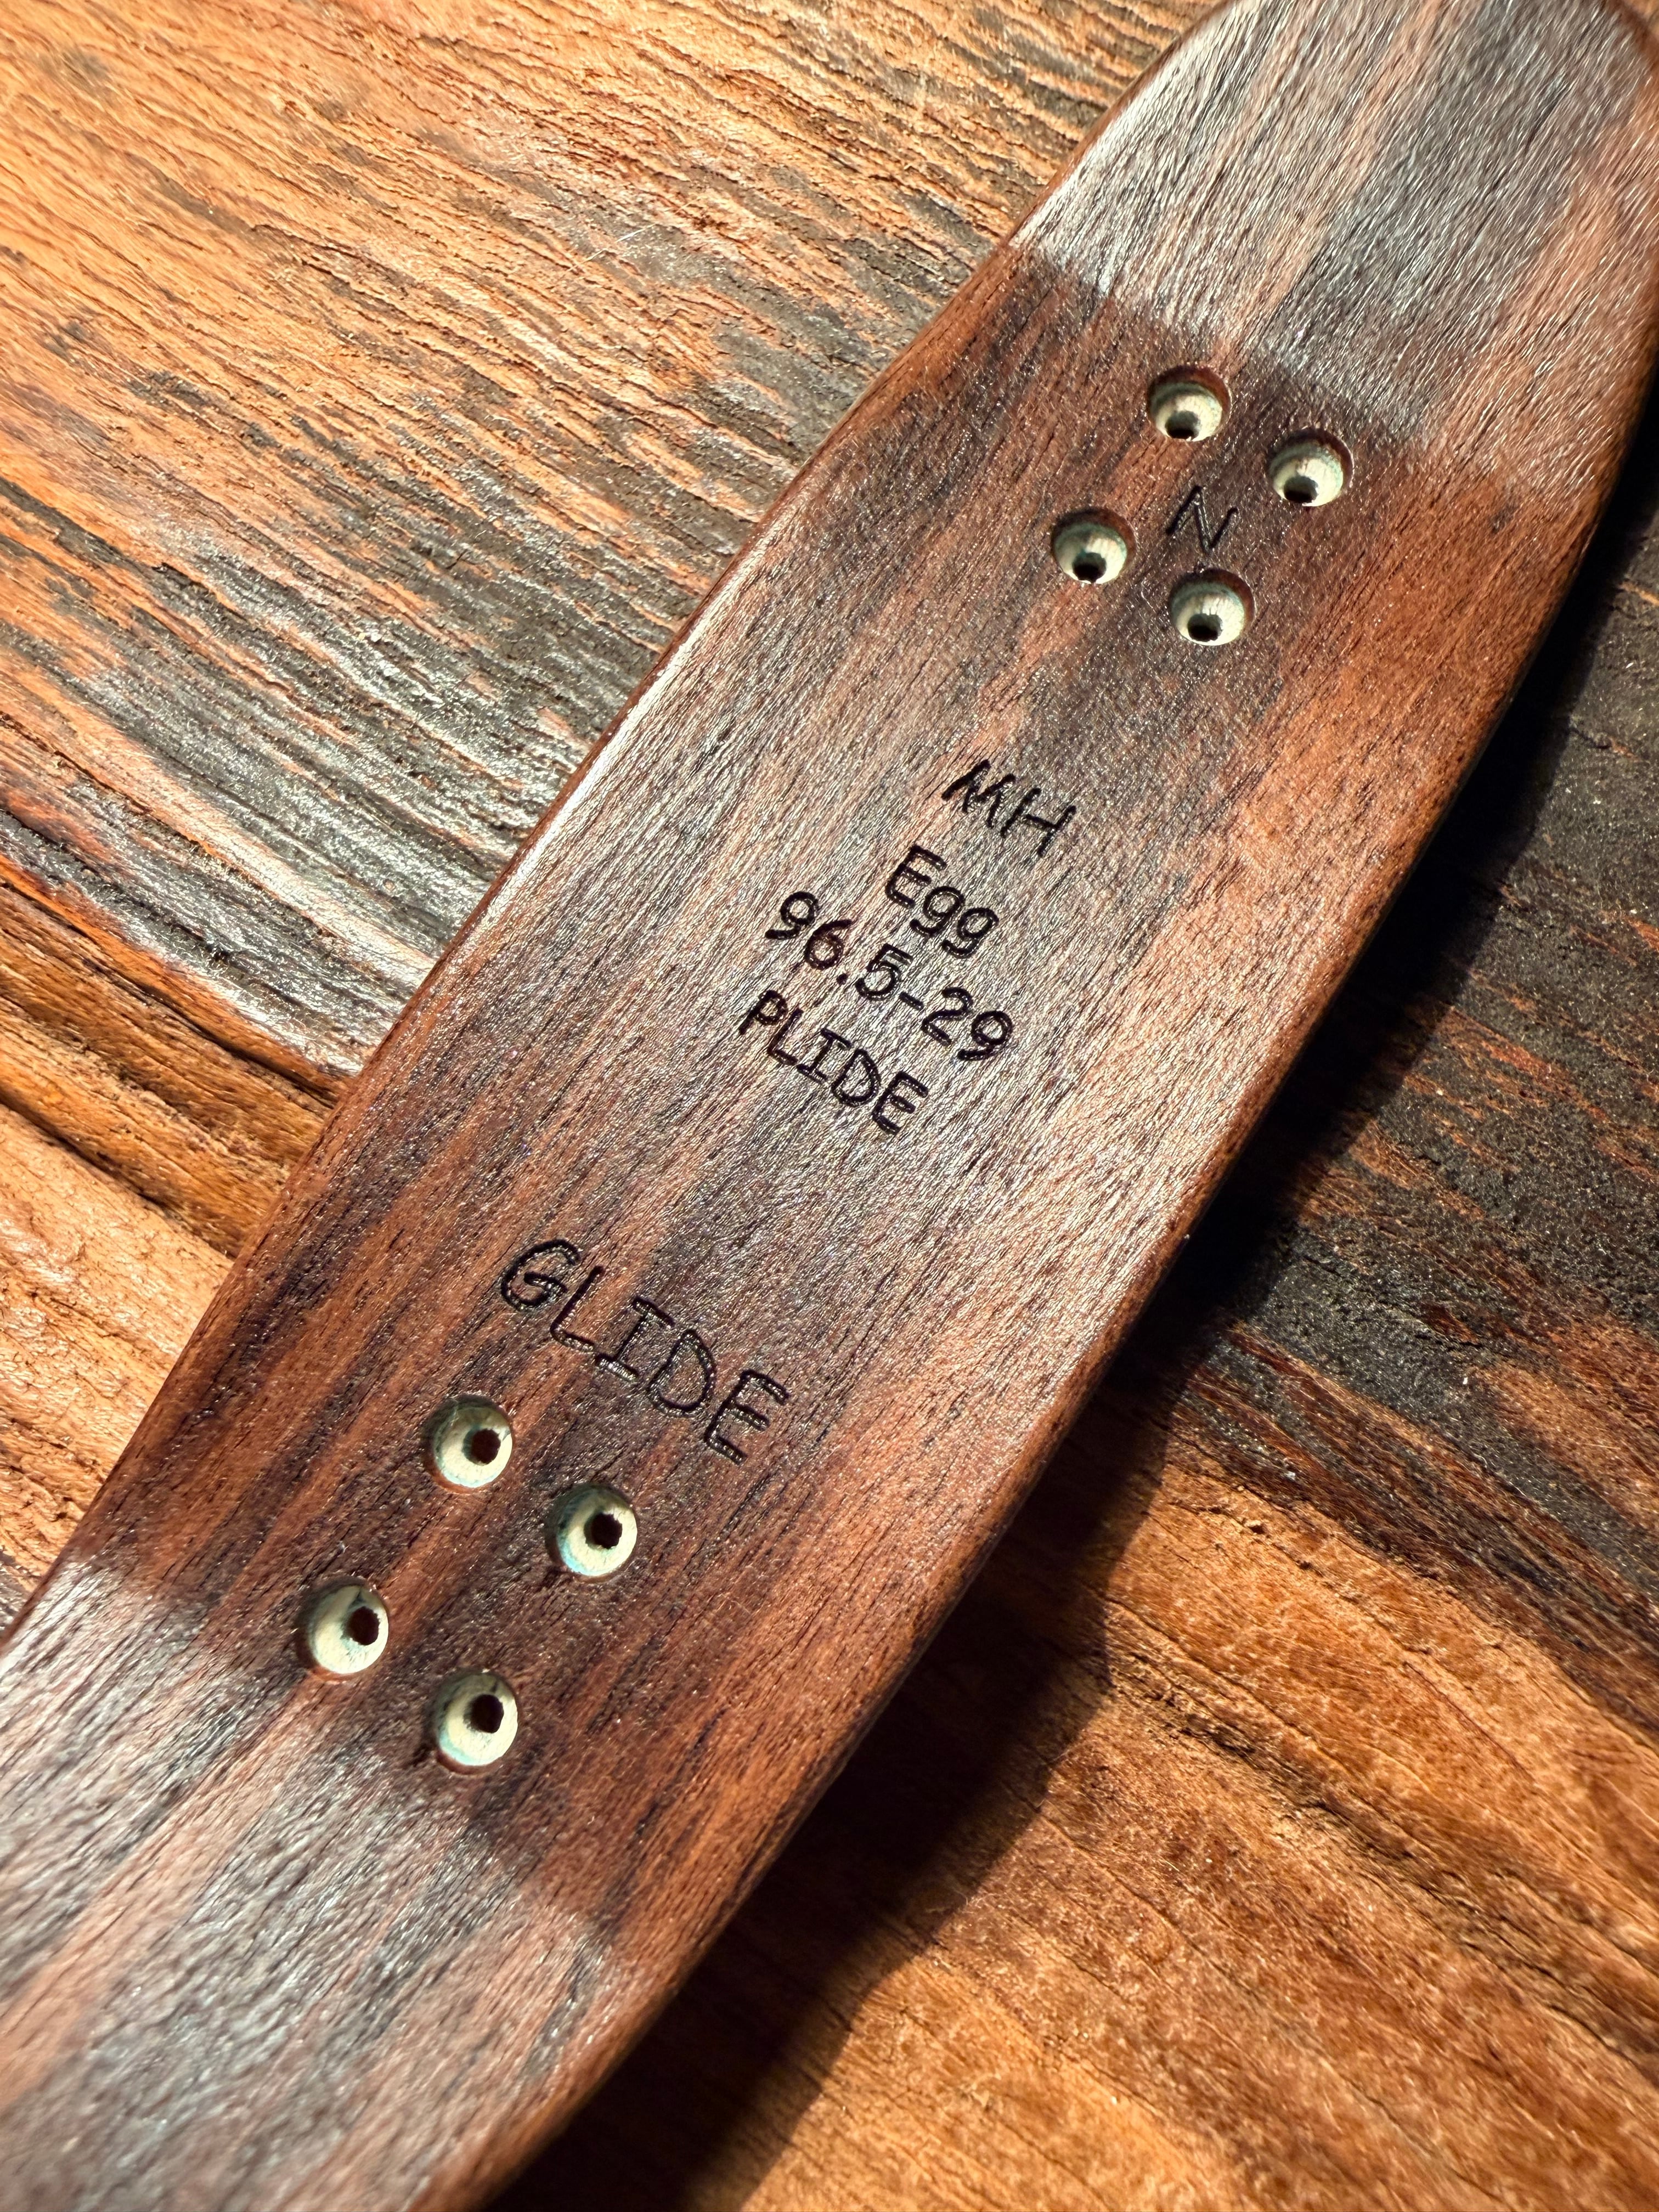 N
MH
Egg
96.5-29
PLIDE
GLIDE